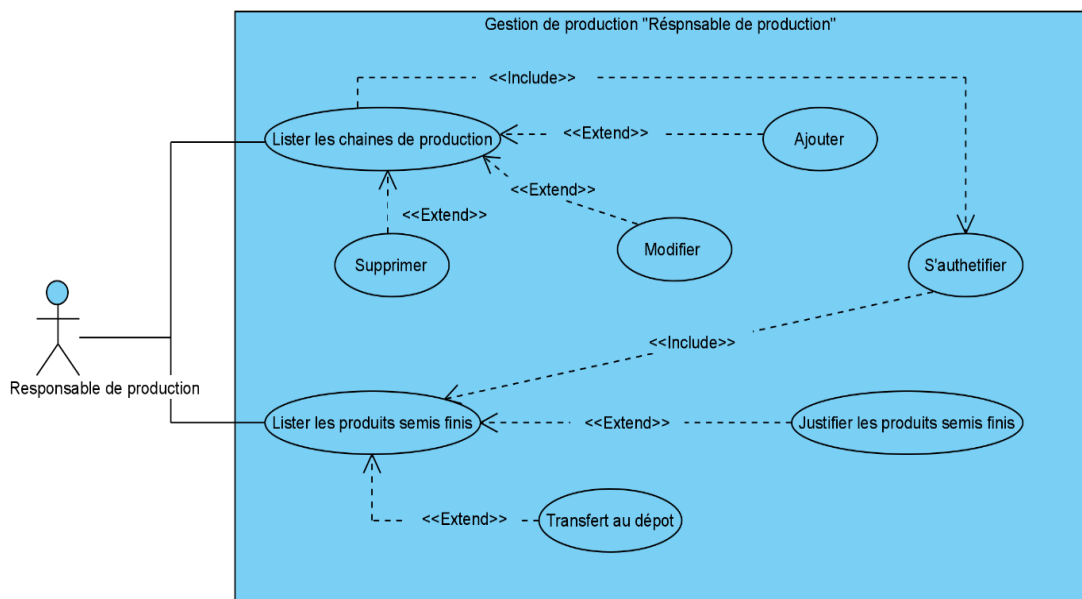 Gestion de production "Résponsable de production"
<<Include>>
Lister les chaines de production
<<Extend>>
Ajouter
<<Extend>>
<<Extend>>
Supprimer
Modifier
S'authetifier
<<Include>>
Responsable de production
Lister les produits semis finis
<<Extend>>
Justifier les produits semis finis
<<Extend>>
Transfert au dépot